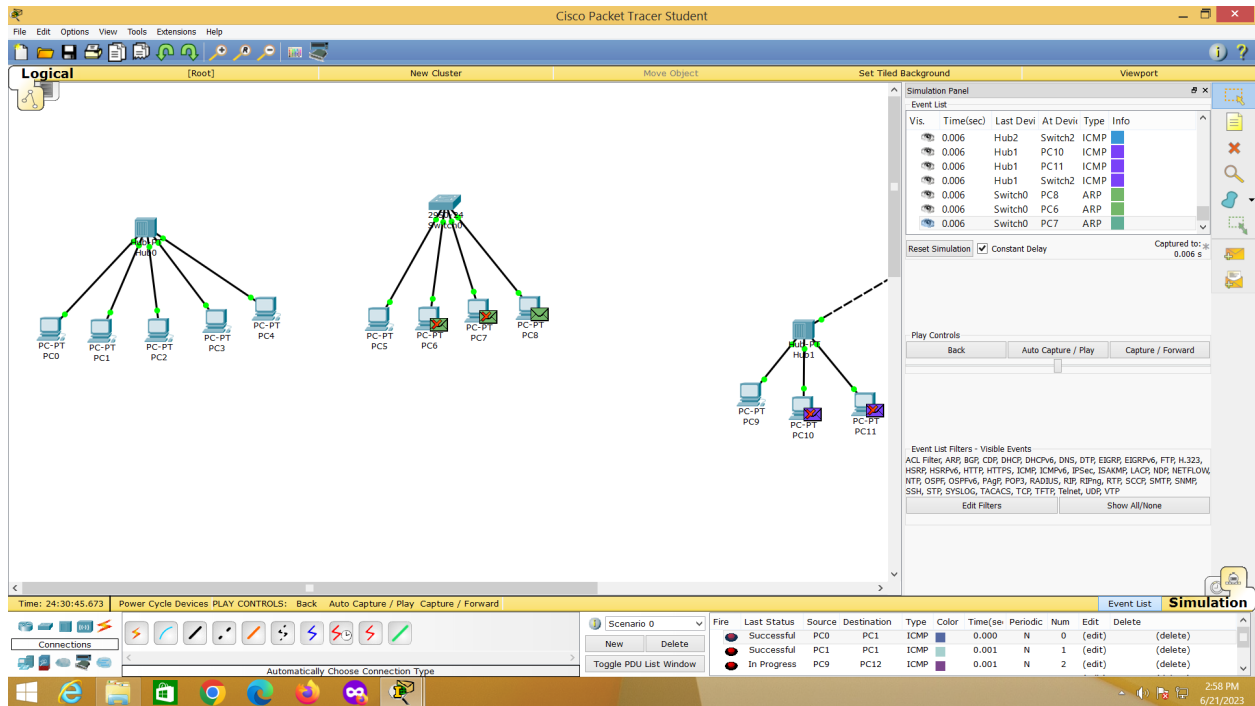 Cisco Packet Tracer Student
File Edit Options View Tools Extensions Help
Logical [Root] New Cluster Move Object Set Tiled Background Viewport
Simulation Panel
Event List
Vis. Time(sec) Last Devi At Devic Type Info
0.006 Hub2 Switch2 ICMP
0.006 Hub1 PC10 ICMP
0.006 Hub1 PC11 ICMP
0.006 Hub1 Switch2 ICMP
0.006 Switch0 PC8 ARP
0.006 Switch0 PC6 ARP
0.006 Switch0 PC7 ARP
Reset Simulation Constant Delay Captured to: *
0.006 s
Play Controls
Back Auto Capture / Play Capture / Forward
Event List Filters - Visible Events
ACL Filter, ARP, BGP, CDP, DHCP, DHCPv6, DNS, DTP, EIGRP, EIGRPv6, FTP, H.323,
HSRP, HSRPv6, HTTP, HTTPS, ICMP, ICMPv6, IPSec, ISAKMP, LACP, NDP, NETFLOW,
NTP, OSPF, OSPFv6, PAgP, POP3, RADIUS, RIP, RIPng, RTP, SCCP, SMTP, SNMP,
SSH, STP, SYSLOG, TACACS, TCP, TFTP, Telnet, UDP, VTP
Edit Filters Show All/None
2950-24
Switch0
Hub-PT
Hub0
PC-PT
PC0
PC-PT
PC1
PC-PT
PC2
PC-PT
PC3
PC-PT
PC4
PC-PT
PC5
PC-PT
PC6
PC-PT
PC7
PC-PT
PC8
Hub-PT
Hub1
PC-PT
PC9
PC-PT
PC10
PC-PT
PC11
Time: 24:30:45.673 Power Cycle Devices PLAY CONTROLS: Back Auto Capture / Play Capture / Forward Event List Simulation
Connections
Automatically Choose Connection Type
Scenario 0
New Delete
Toggle PDU List Window
Fire Last Status Source Destination Type Color Time(se Periodic Num Edit Delete
Successful PC0 PC1 ICMP 0.000 N 0 (edit) (delete)
Successful PC1 PC1 ICMP 0.001 N 1 (edit) (delete)
In Progress PC9 PC12 ICMP 0.001 N 2 (edit) (delete)
2:58 PM
6/21/2023